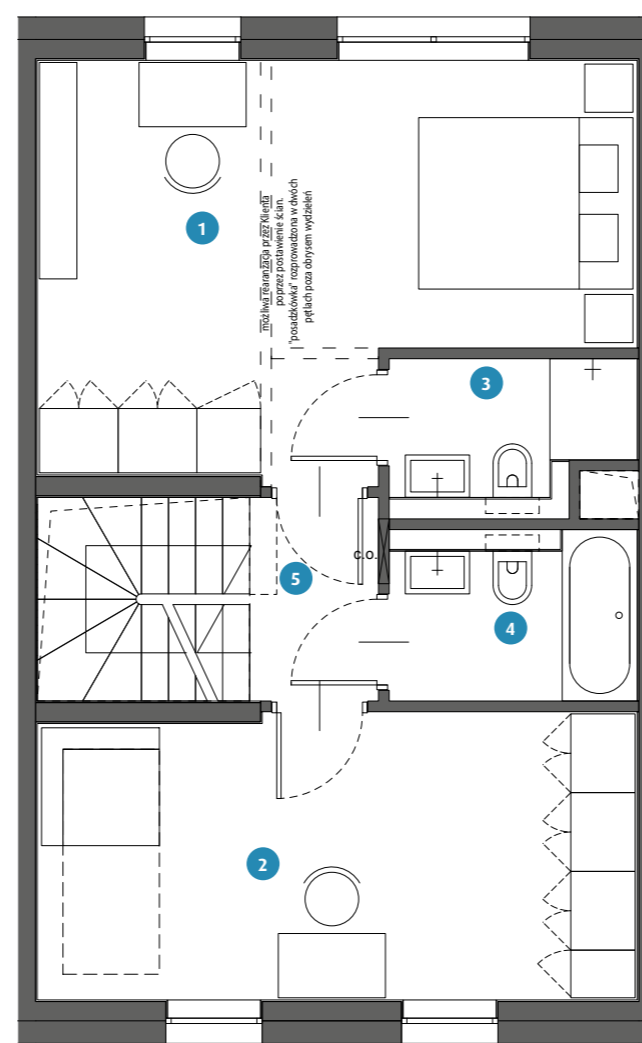 1
możliwa rearanżacja przez Klienta
poprzez postawienie ścian.
"posadzkówka" rozprowadzona w dwóch
pętlach poza obrysem wydzieleń
3
c.o.
5
4
2